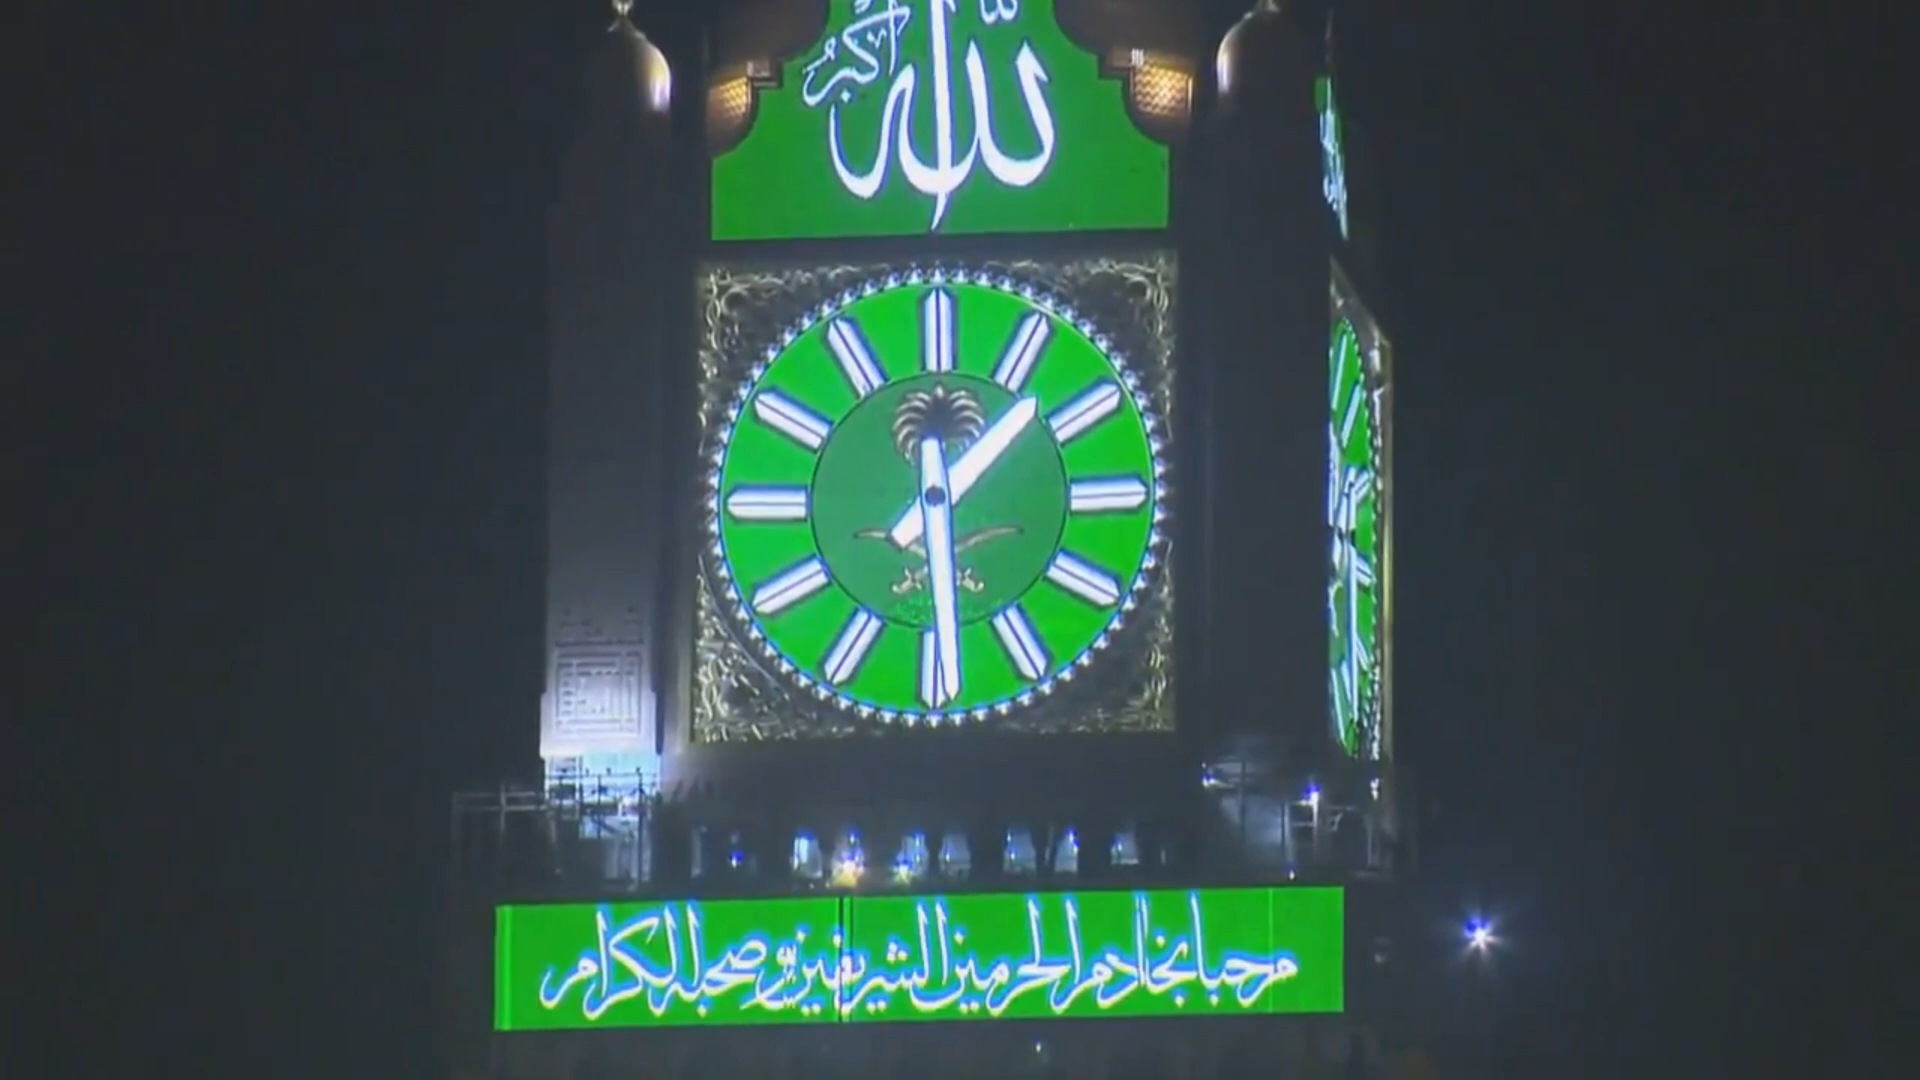 الله أكبر
مرحبا بخادم الحرمين الشريفين وصحبه الكرام